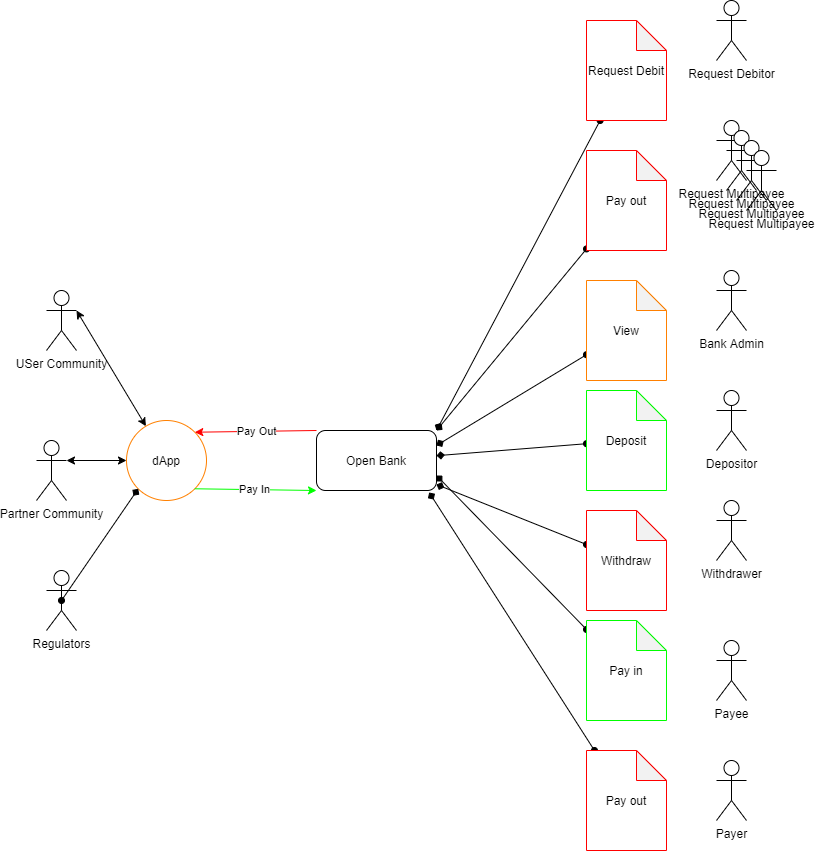 Request Debit
Request Debitor
Pay out
Request Multipayee
Request Multipayee
Request Multipayee
Request Multipayee
View
Bank Admin
USer Community
Pay Out
Deposit
dApp
Open Bank
Depositor
Pay In
Partner Community
Withdraw
Withdrawer
Regulators
Pay in
Payee
Pay out
Payer